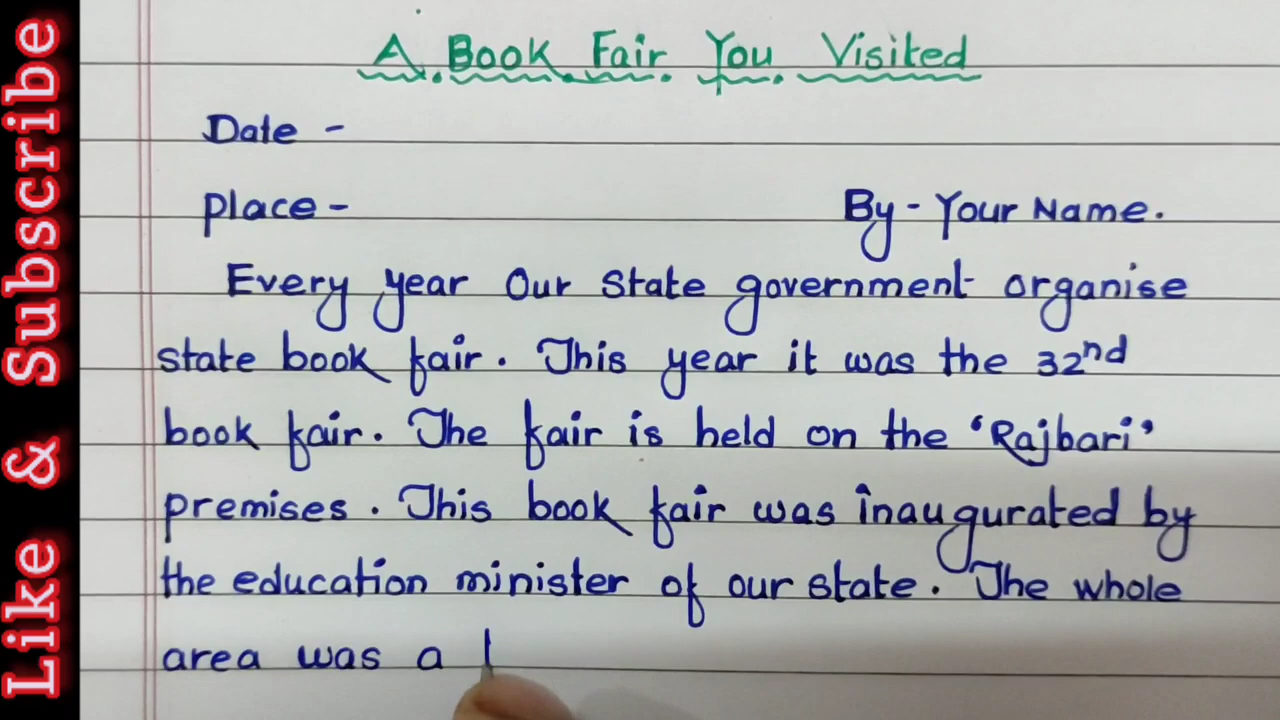 Like & Subscribe
A Book Fair You Visited
Date -
Place -
By - Your Name.
Every year Our State government organise
state book fair. This year it was the 32nd
book fair. The fair is held on the 'Rajbari'
premises. This book fair was inaugurated by
the education minister of our state. The whole
area was a